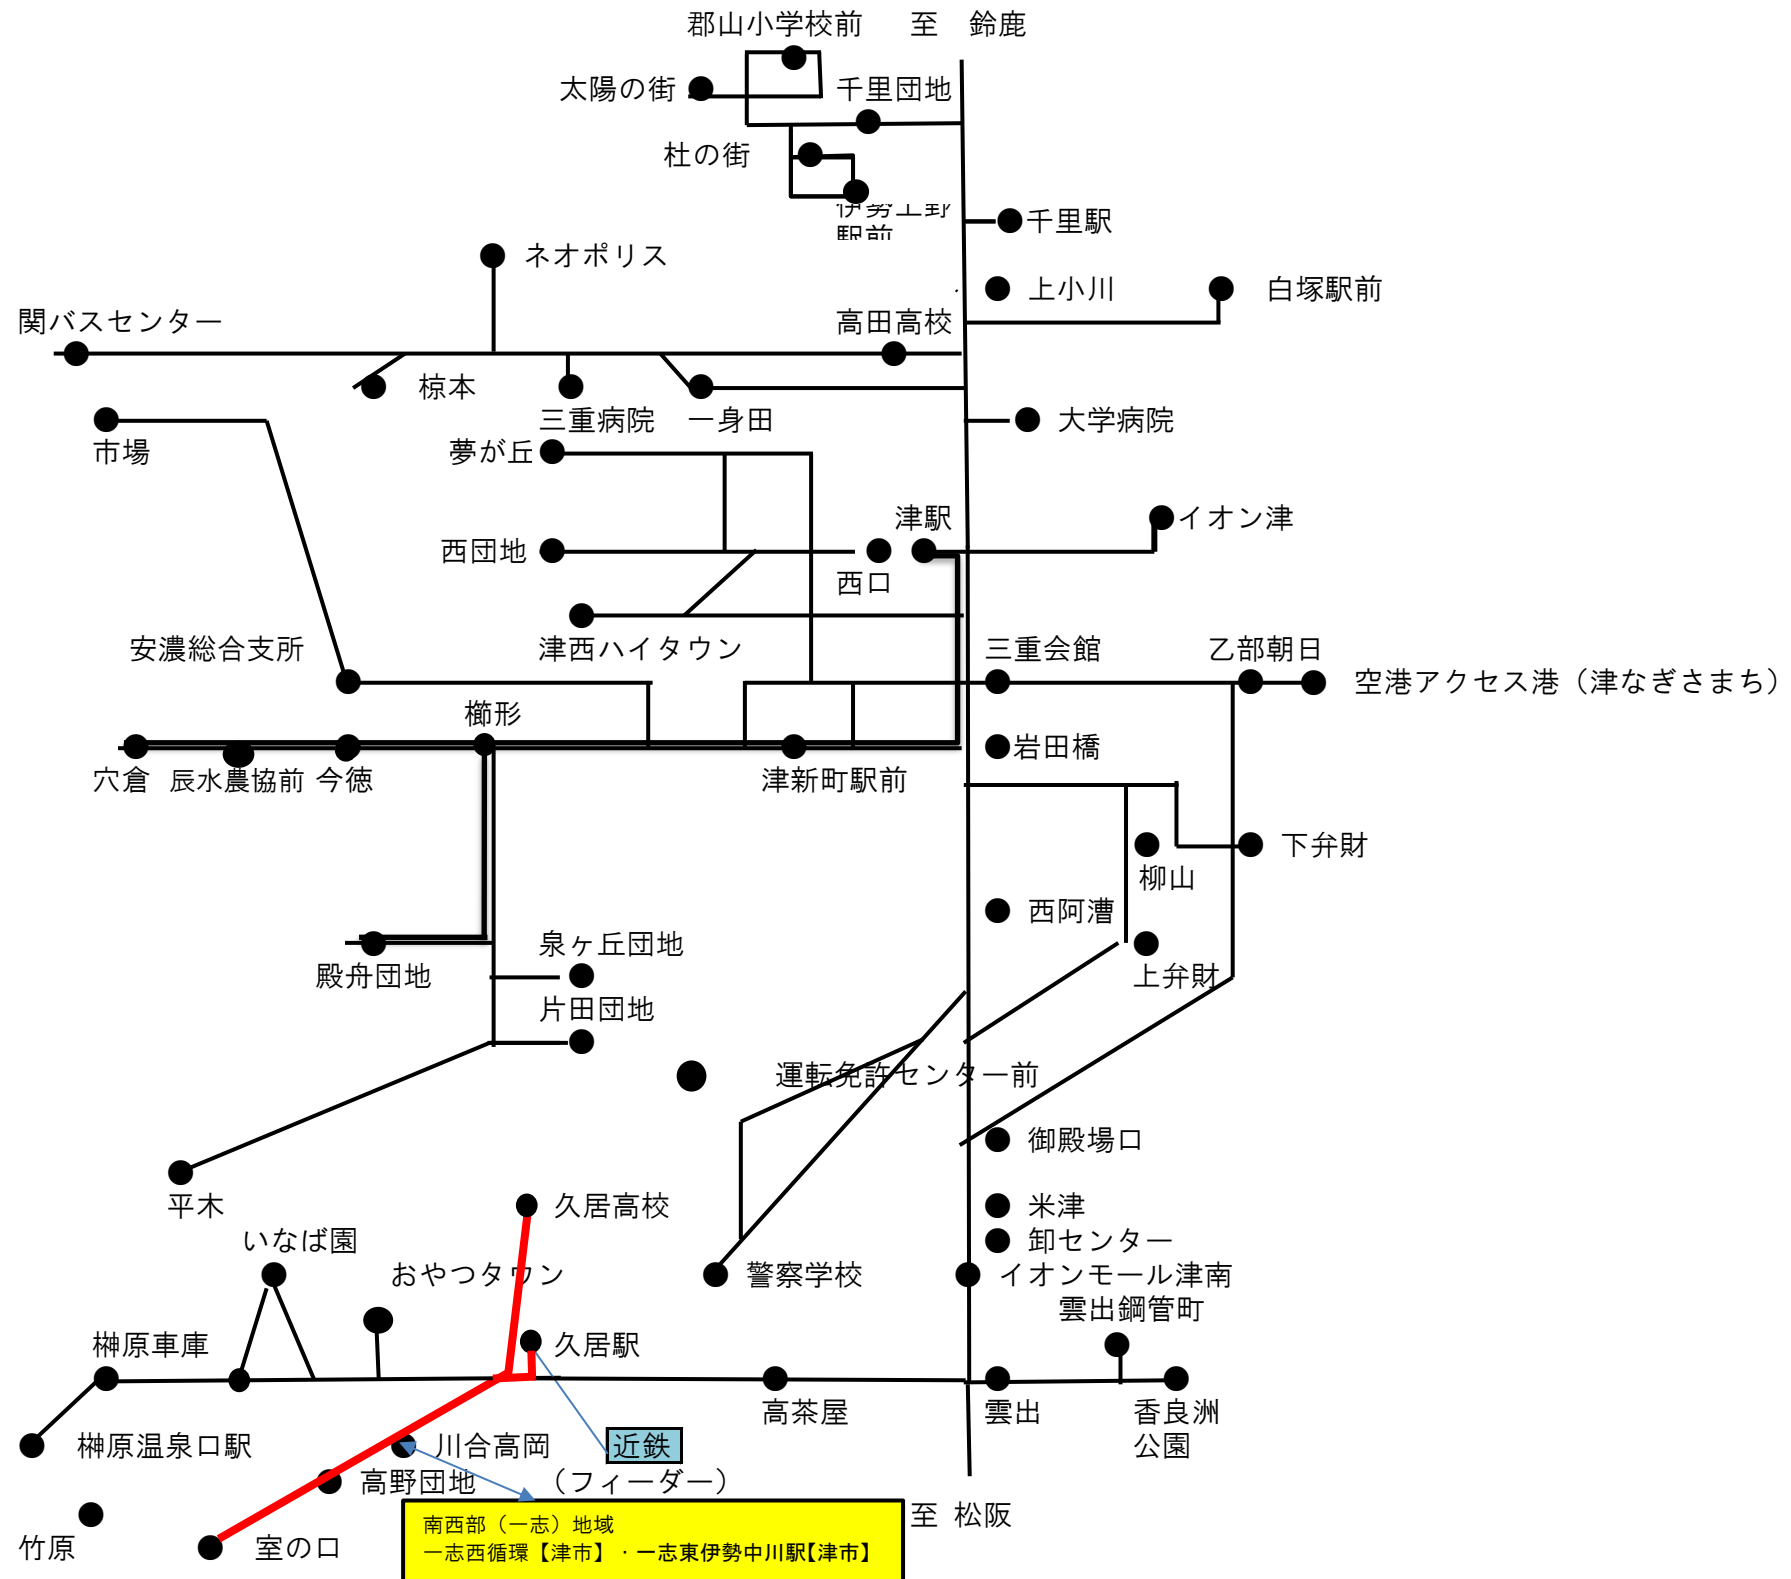 郡山小学校前
至　鈴鹿
太陽の街
千里団地
杜の街
伊勢上野
駅前
千里駅
ネオポリス
上小川
白塚駅前
関バスセンター
高田高校
椋本
三重病院
一身田
大学病院
市場
夢が丘
津駅
イオン津
西団地
西口
安濃総合支所
津西ハイタウン
三重会館
乙部朝日
空港アクセス港（津なぎさまち）
櫛形
岩田橋
穴倉
辰水農協前
今徳
津新町駅前
下弁財
柳山
西阿漕
泉ヶ丘団地
殿舟団地
上弁財
片田団地
運転免許センター前
御殿場口
平木
久居高校
米津
いなば園
卸センター
おやつタウン
警察学校
イオンモール津南
雲出鋼管町
榊原車庫
久居駅
高茶屋
雲出
香良洲
公園
榊原温泉口駅
川合高岡
近鉄
高野団地
（フィーダー）
至 松阪
竹原
室の口
南西部（一志）地域
一志西循環【津市】・一志東伊勢中川駅【津市】